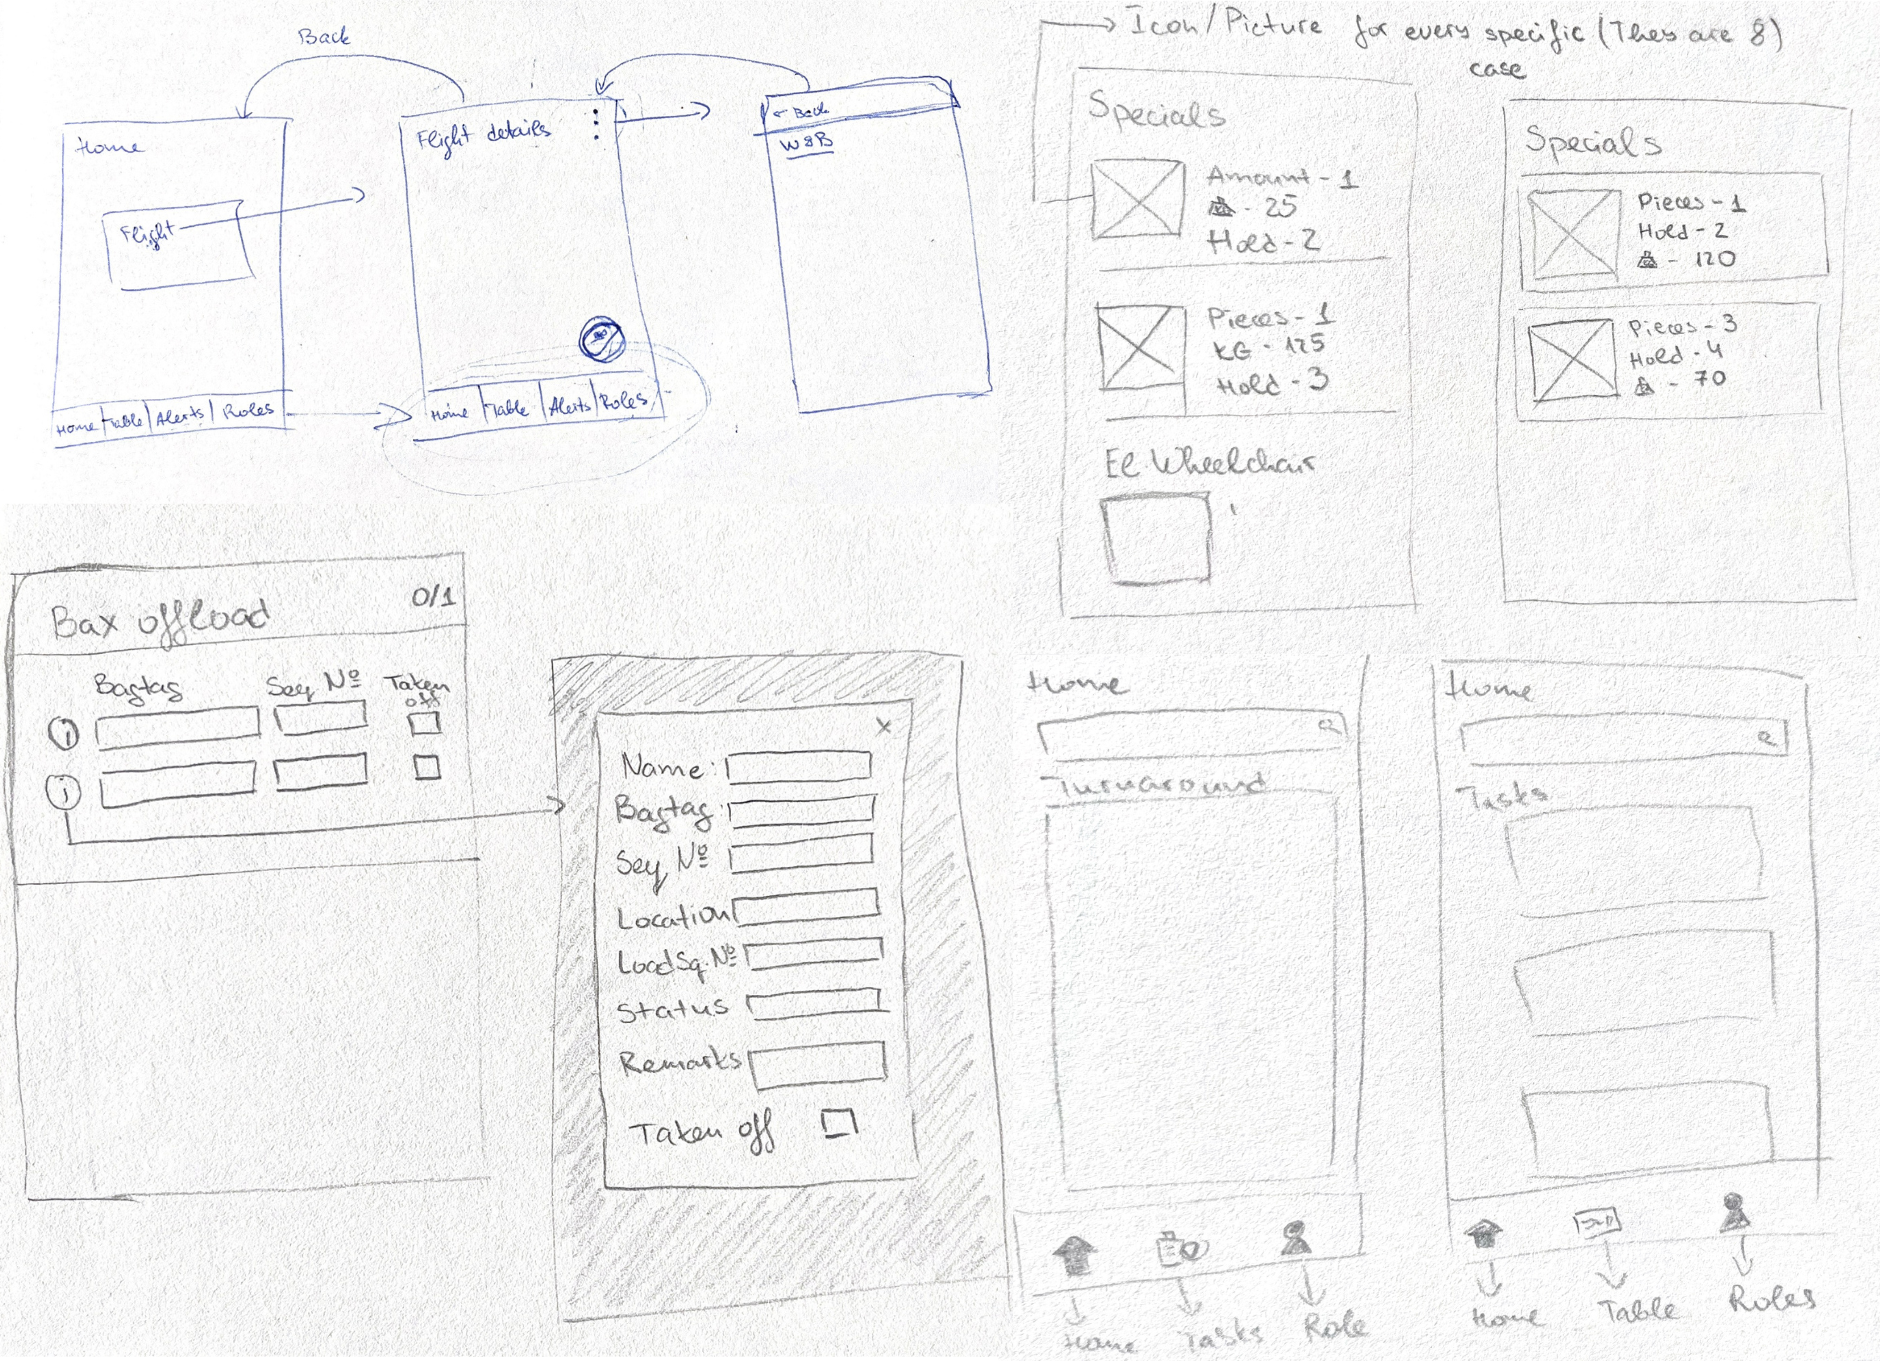 Back
Home
Flight
Home
Table
Alerts
Roles
Flight details
Home
Table
Alerts
Roles
← Back
W&B
Icon/Picture for every specific (They are 8)
case
Specials
Amount - 1
- 25
Hold - 2
Pieces - 1
KG - 125
Hold - 3
El Wheelchair
Specials
Pieces - 1
Hold - 2
- 120
Pieces - 3
Hold - 4
- 70
Bax offload
0/1
Bagtag
Seq Nº
Taken
off
i
i
X
Name:
Bagtag:
Seq Nº
Location
LoadSq.Nº
Status
Remarks
Taken off
Home
Turnaround
Home
Tasks
Role
Home
Tasks
Home
Table
Roles